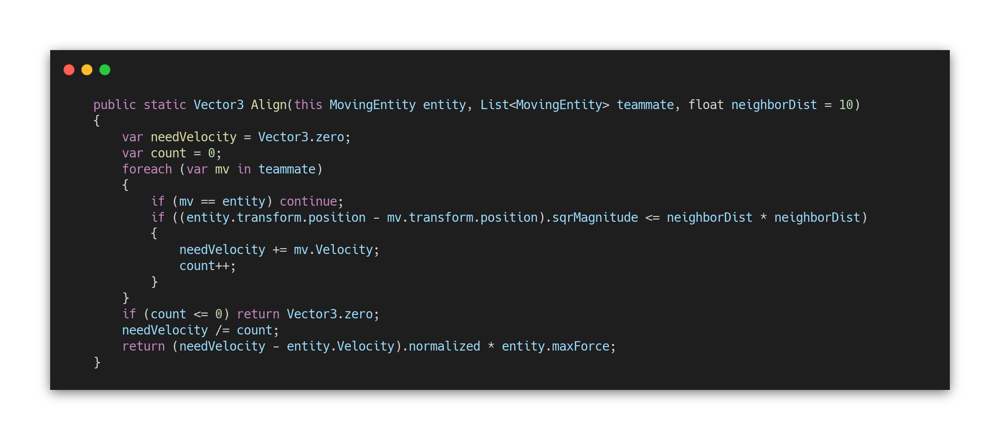 public static Vector3 Align(this MovingEntity entity, List<MovingEntity> teammate, float neighborDist = 10)
{
    var needVelocity = Vector3.zero;
    var count = 0;
    foreach (var mv in teammate)
    {
        if (mv == entity) continue;
        if ((entity.transform.position - mv.transform.position).sqrMagnitude <= neighborDist * neighborDist)
        {
            needVelocity += mv.Velocity;
            count++;
        }
    }
    if (count <= 0) return Vector3.zero;
    needVelocity /= count;
    return (needVelocity - entity.Velocity).normalized * entity.maxForce;
}